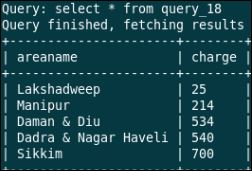 Query: select * from query_18
Query finished, fetching results
+----------------------+--------+
| areaname             | charge |
+----------------------+--------+
| Lakshadweep          | 25
| Manipur              | 214
| Daman & Diu          | 534
| Dadra & Nagar Haveli | 540
| Sikkim               | 700